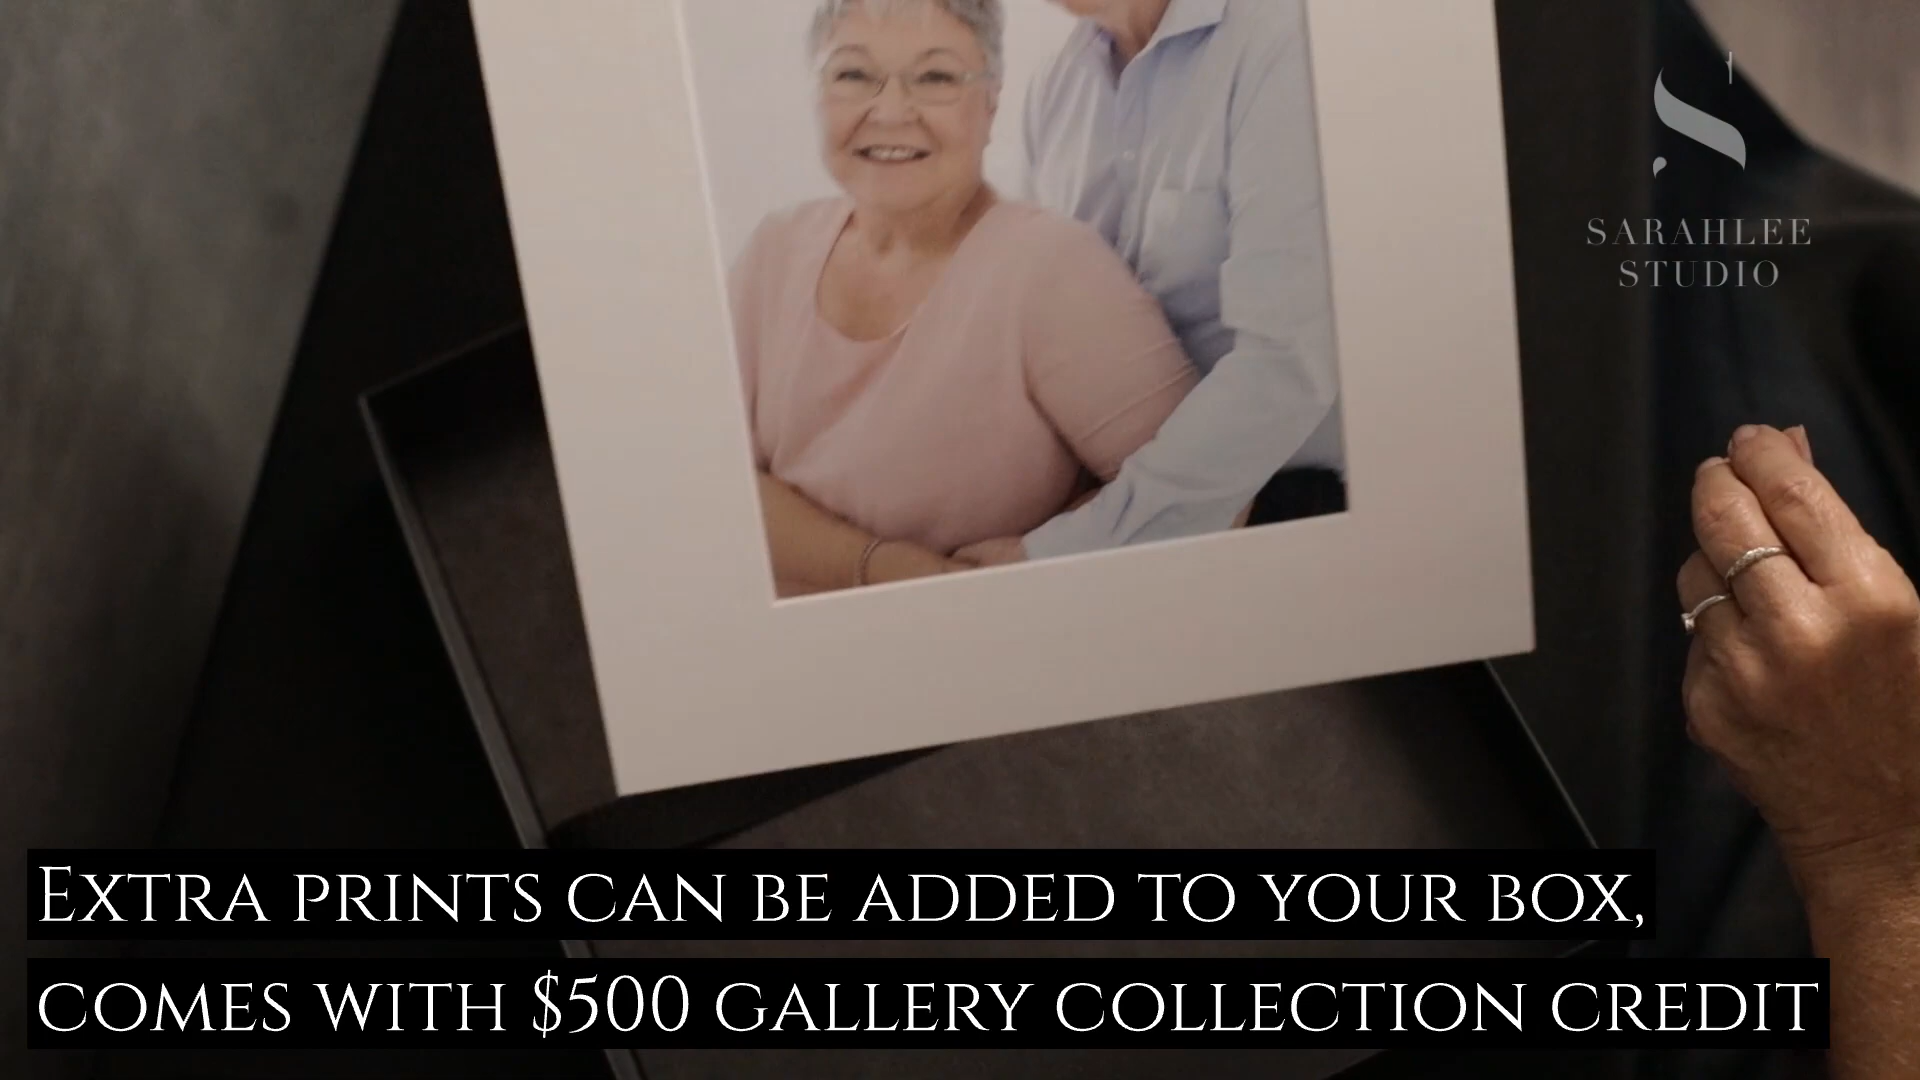 SARAHLEE
STUDIO
EXTRA PRINTS CAN BE ADDED TO YOUR BOX,
COMES WITH $500 GALLERY COLLECTION CREDIT